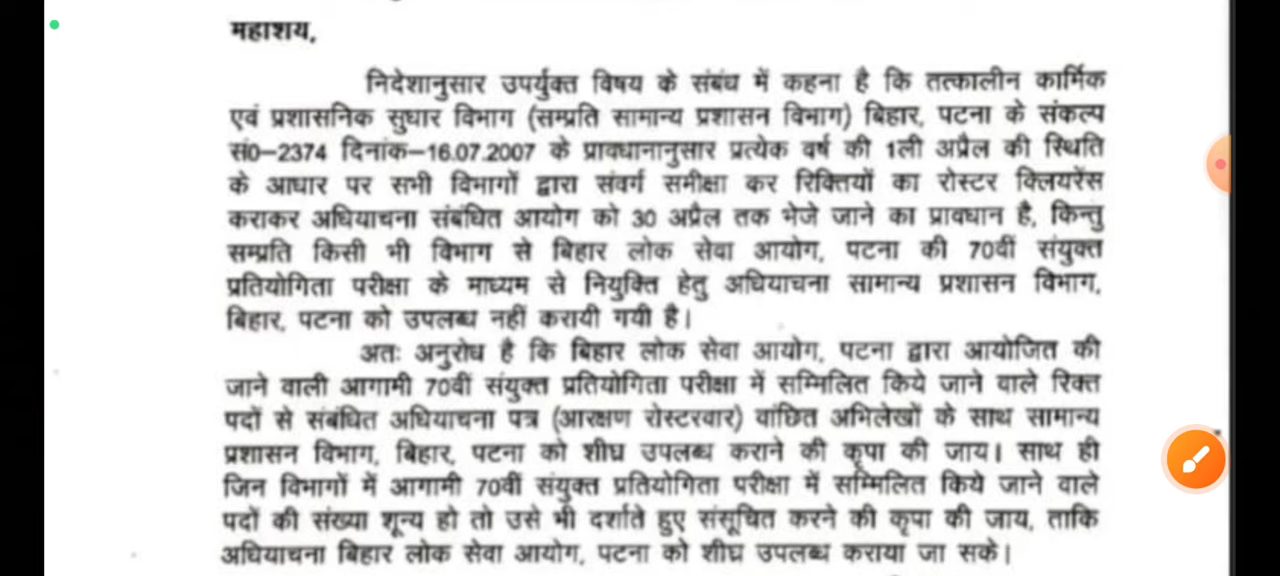 महाशय,
निदेशानुसार उपर्युक्त विषय के संबंध में कहना है कि तत्कालीन कार्मिक
एवं प्रशासनिक सुधार विभाग (सम्प्रति सामान्य प्रशासन विभाग) बिहार, पटना के संकल्प
सं0–2374 दिनांक–16.07.2007 के प्रावधानानुसार प्रत्येक वर्ष की 1ली अप्रैल की स्थिति
के आधार पर सभी विभागों द्वारा संवर्ग समीक्षा कर रिक्तियों का रोस्टर क्लियरेंस
कराकर अधियाचना संबंधित आयोग को 30 अप्रैल तक भेजे जाने का प्रावधान है, किन्तु
सम्प्रति किसी भी विभाग से बिहार लोक सेवा आयोग, पटना की 70वीं संयुक्त
प्रतियोगिता परीक्षा के माध्यम से नियुक्ति हेतु अधियाचना सामान्य प्रशासन विभाग,
बिहार, पटना को उपलब्ध नहीं करायी गयी है।
अतः अनुरोध है कि बिहार लोक सेवा आयोग, पटना द्वारा आयोजित की
जाने वाली आगामी 70वीं संयुक्त प्रतियोगिता परीक्षा में सम्मिलित किये जाने वाले रिक्त
पदों से संबंधित अधियाचना पत्र (आरक्षण रोस्टरवार) वांछित अभिलेखों के साथ सामान्य
प्रशासन विभाग, बिहार, पटना को शीघ्र उपलब्ध कराने की कृपा की जाय। साथ ही
जिन विभागों में आगामी 70वीं संयुक्त प्रतियोगिता परीक्षा में सम्मिलित किये जाने वाले
पदों की संख्या शून्य हो तो उसे भी दर्शाते हुए संसूचित करने की कृपा की जाय, ताकि
अधियाचना बिहार लोक सेवा आयोग, पटना को शीघ्र उपलब्ध कराया जा सके।